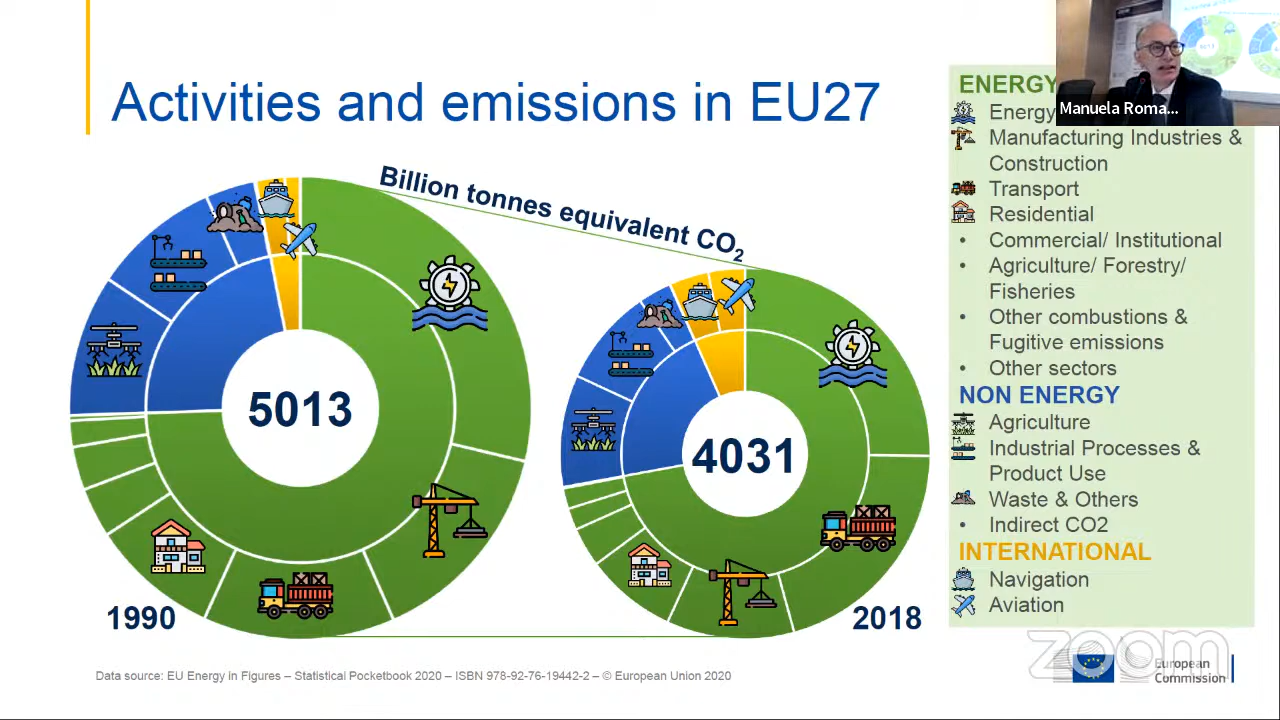 Activities and emissions in EU27
Billion tonnes equivalent CO2
5013
4031
1990
2018
ENERGY
Energy
Manufacturing Industries &
Construction
Transport
Residential
• Commercial/ Institutional
• Agriculture/ Forestry/
Fisheries
• Other combustions &
Fugitive emissions
• Other sectors
NON ENERGY
Agriculture
Industrial Processes &
Product Use
Waste & Others
• Indirect CO2
INTERNATIONAL
Navigation
Aviation
Manuela Roma...
Data source: EU Energy in Figures – Statistical Pocketbook 2020 – ISBN 978-92-76-19442-2 – © European Union 2020
zoom
European
Commission